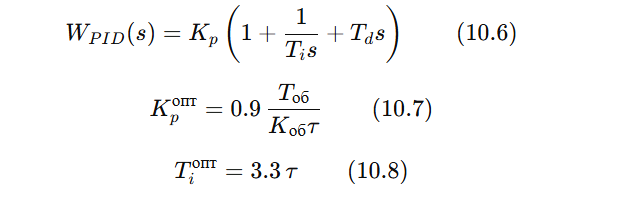 W_{PID}(s) = K_p \left( 1 + \frac{1}{T_i s} + T_d s \right) (10.6)
K_p^{опт} = 0.9 \frac{T_{об}}{K_{об} \tau} (10.7)
T_i^{опт} = 3.3 \tau (10.8)